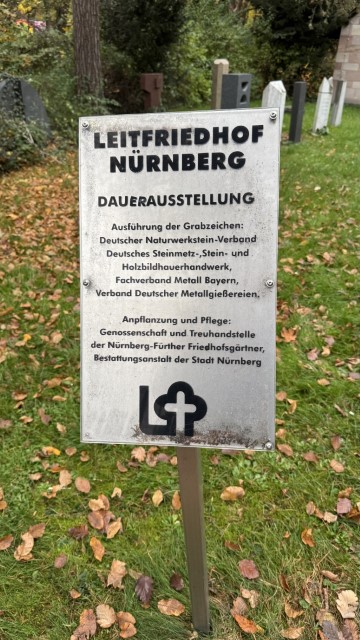 LEITFRIEDHOF
NÜRNBERG
DAUERAUSSTELLUNG
Ausführung der Grabzeichen:
Deutscher Naturwerkstein-Verband
Deutsches Steinmetz-,Stein- und
Holzbildhauerhandwerk,
Fachverband Metall Bayern,
Verband Deutscher Metallgießereien.
Anpflanzung und Pflege:
Genossenschaft und Treuhandstelle
der Nürnberg-Fürther Friedhofsgärtner,
Bestattungsanstalt der Stadt Nürnberg